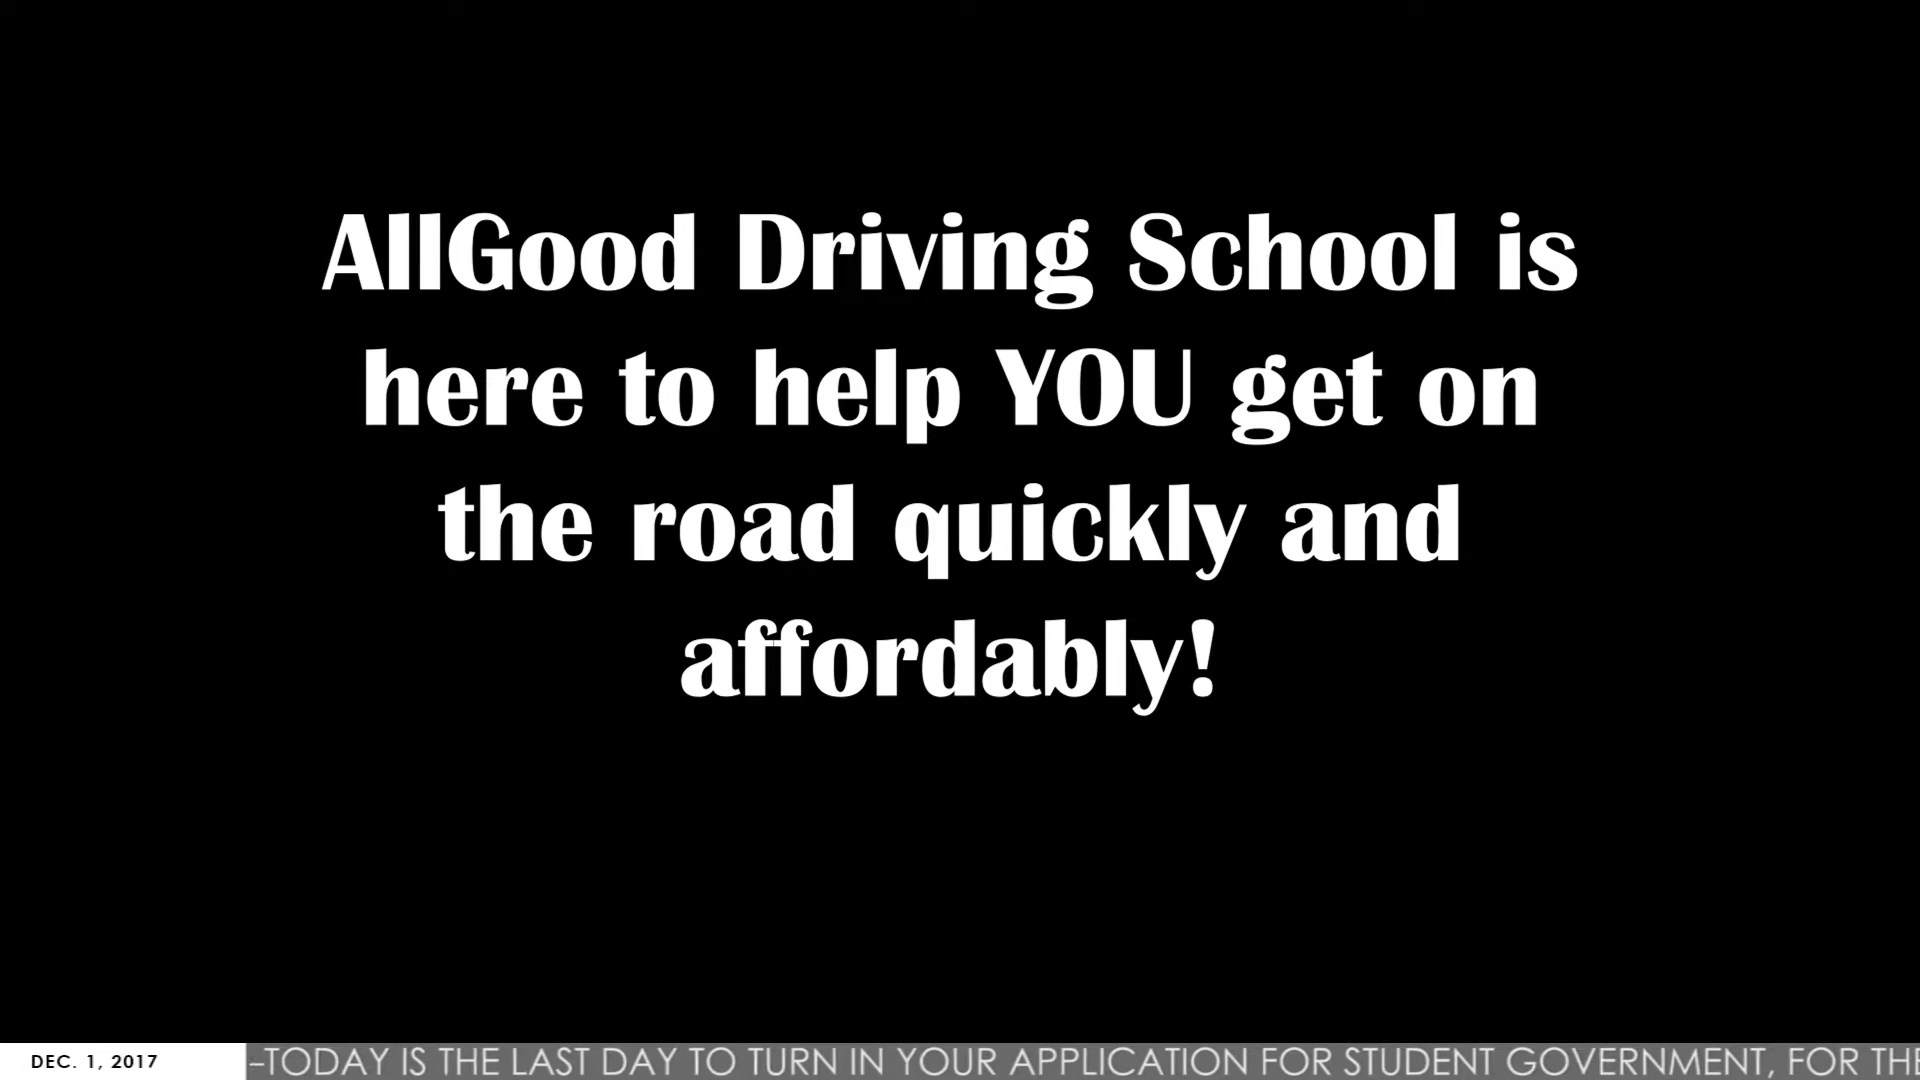 AllGood Driving School is
here to help YOU get on
the road quickly and
affordably!
DEC. 1, 2017
–TODAY IS THE LAST DAY TO TURN IN YOUR APPLICATION FOR STUDENT GOVERNMENT, FOR THE